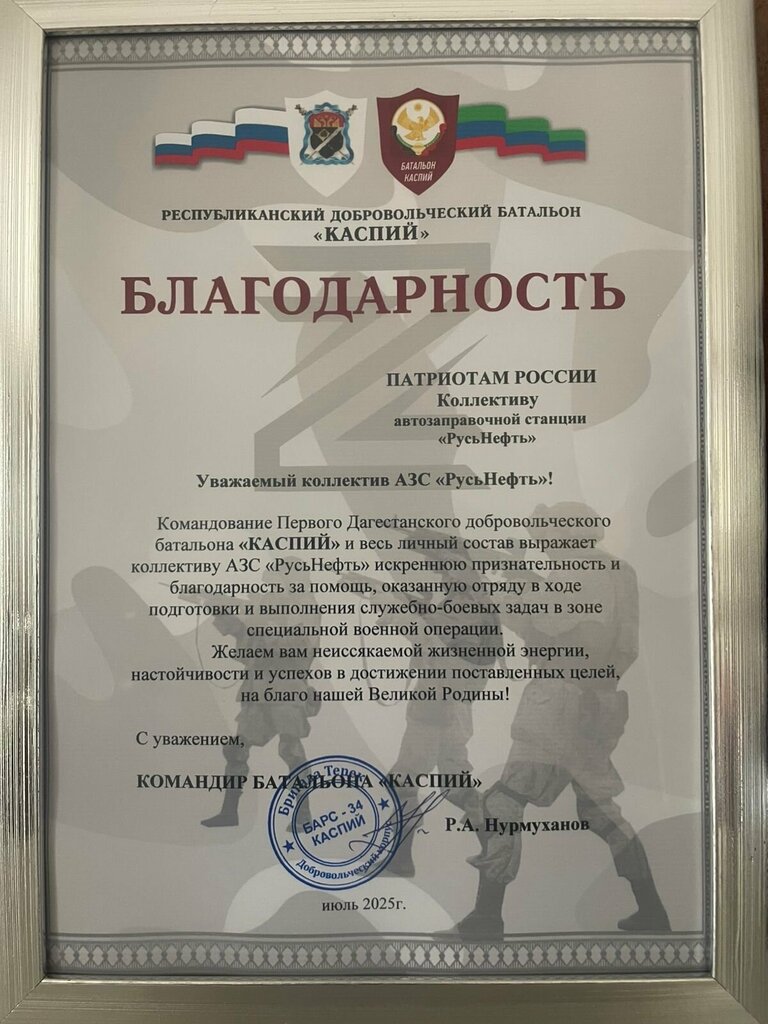 БАТАЛЬОН
КАСПИЙ
РЕСПУБЛИКАНСКИЙ ДОБРОВОЛЬЧЕСКИЙ БАТАЛЬОН
«КАСПИЙ»
БЛАГОДАРНОСТЬ
ПАТРИОТАМ РОССИИ
Коллективу
автозаправочной станции
«РусьНефть»
Уважаемый коллектив АЗС «РусьНефть»!
Командование Первого Дагестанского добровольческого
батальона «КАСПИЙ» и весь личный состав выражает
коллективу АЗС «РусьНефть» искреннюю признательность и
благодарность за помощь, оказанную отряду в ходе
подготовки и выполнения служебно-боевых задач в зоне
специальной военной операции.
Желаем вам неиссякаемой жизненной энергии,
настойчивости и успехов в достижении поставленных целей,
на благо нашей Великой Родины!
С уважением,
КОМАНДИР БАТАЛЬОНА «КАСПИЙ»
Бригада Терек
БАРС - 34
КАСПИЙ
Добровольческий корпус
Р.А. Нурмуханов
июль 2025г.